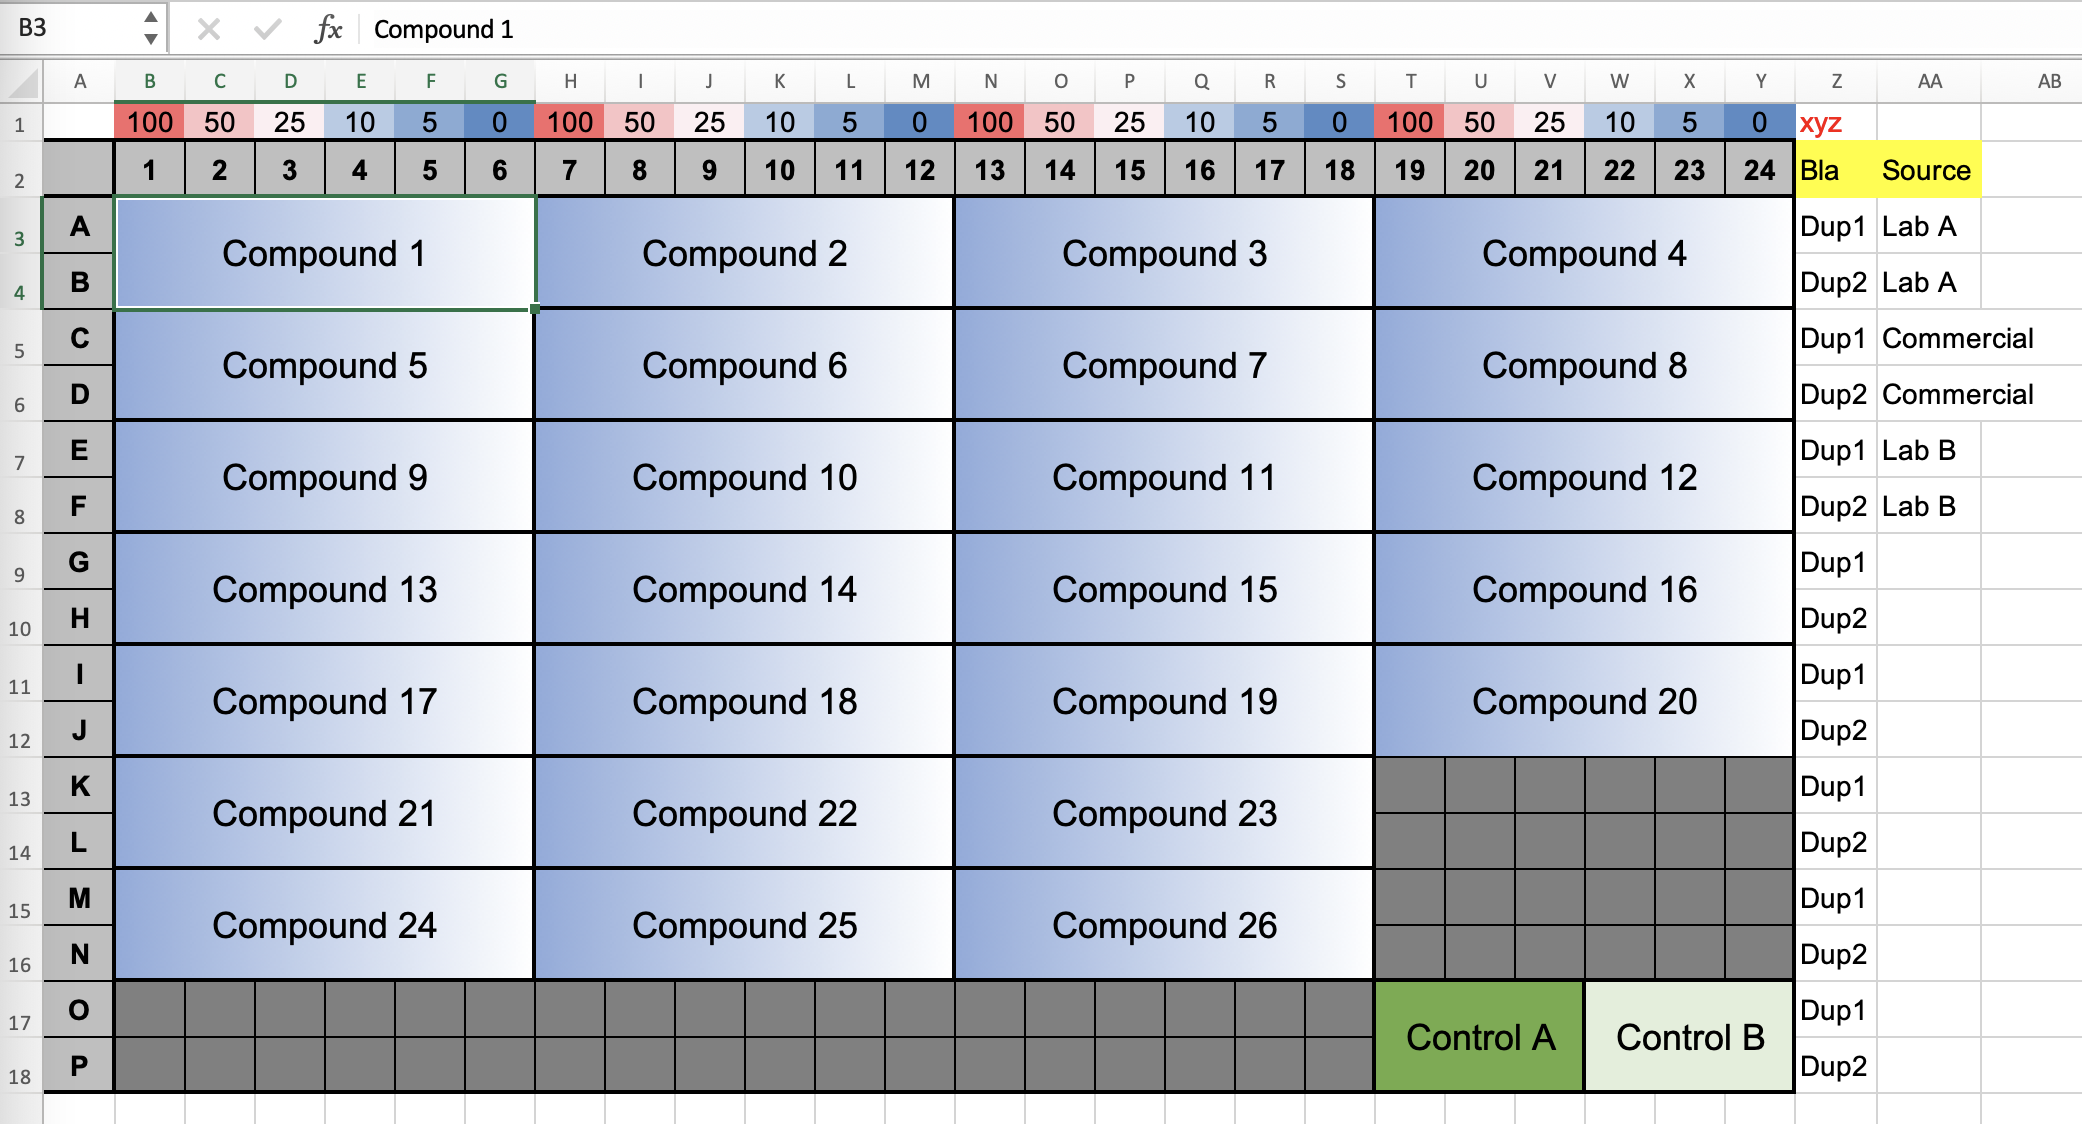 B3 fx Compound 1
A B C D E F G H I J K L M N O P Q R S T U V W X Y Z AA AB
1 100 50 25 10 5 0 100 50 25 10 5 0 100 50 25 10 5 0 100 50 25 10 5 0 xyz
2 1 2 3 4 5 6 7 8 9 10 11 12 13 14 15 16 17 18 19 20 21 22 23 24 Bla Source
3 A Compound 1 Compound 2 Compound 3 Compound 4 Dup1 Lab A
4 B Dup2 Lab A
5 C Compound 5 Compound 6 Compound 7 Compound 8 Dup1 Commercial
6 D Dup2 Commercial
7 E Compound 9 Compound 10 Compound 11 Compound 12 Dup1 Lab B
8 F Dup2 Lab B
9 G Compound 13 Compound 14 Compound 15 Compound 16 Dup1
10 H Dup2
11 I Compound 17 Compound 18 Compound 19 Compound 20 Dup1
12 J Dup2
13 K Compound 21 Compound 22 Compound 23 Dup1
14 L Dup2
15 M Compound 24 Compound 25 Compound 26 Dup1
16 N Dup2
17 O Control A Control B Dup1
18 P Dup2